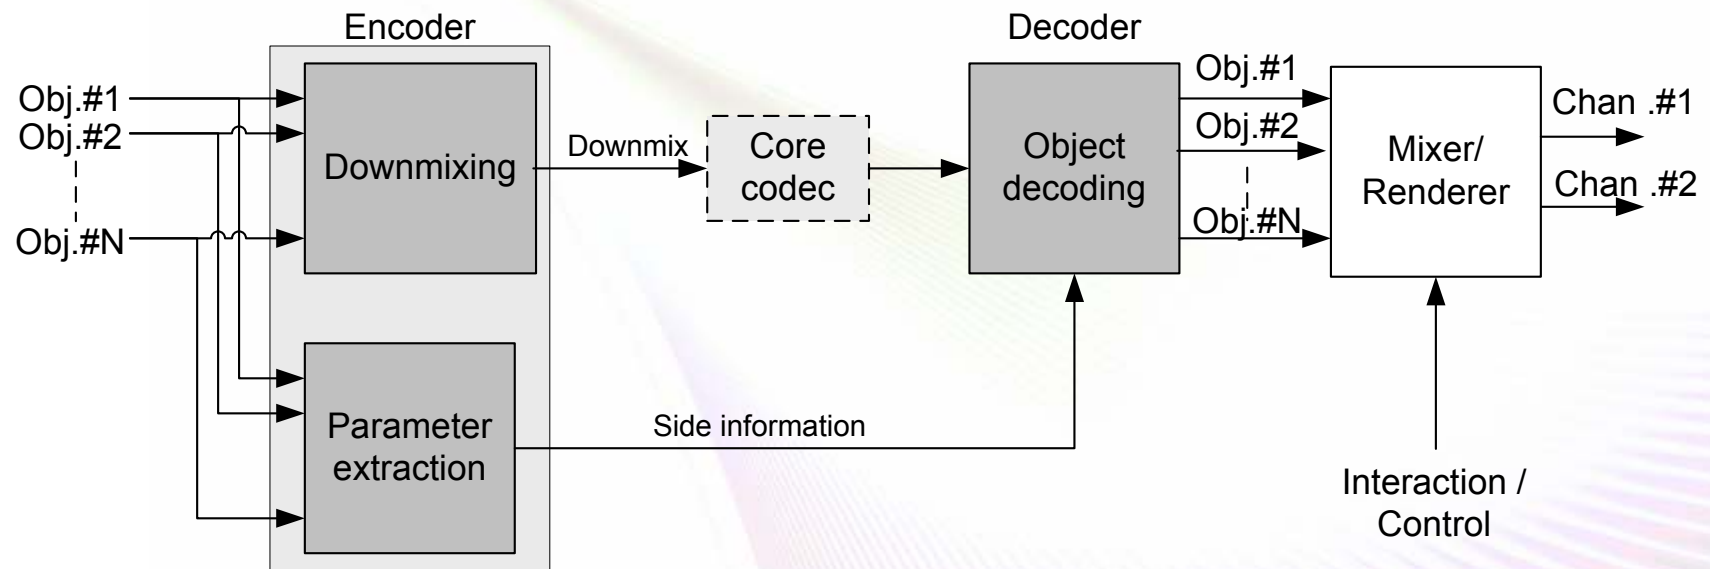 Encoder
Decoder
Obj.#1
Obj.#2
Obj.#N
Downmixing
Downmix
Core
codec
Object
decoding
Obj.#1
Obj.#2
Obj.#N
Mixer/
Renderer
Chan .#1
Chan .#2
Parameter
extraction
Side information
Interaction /
Control